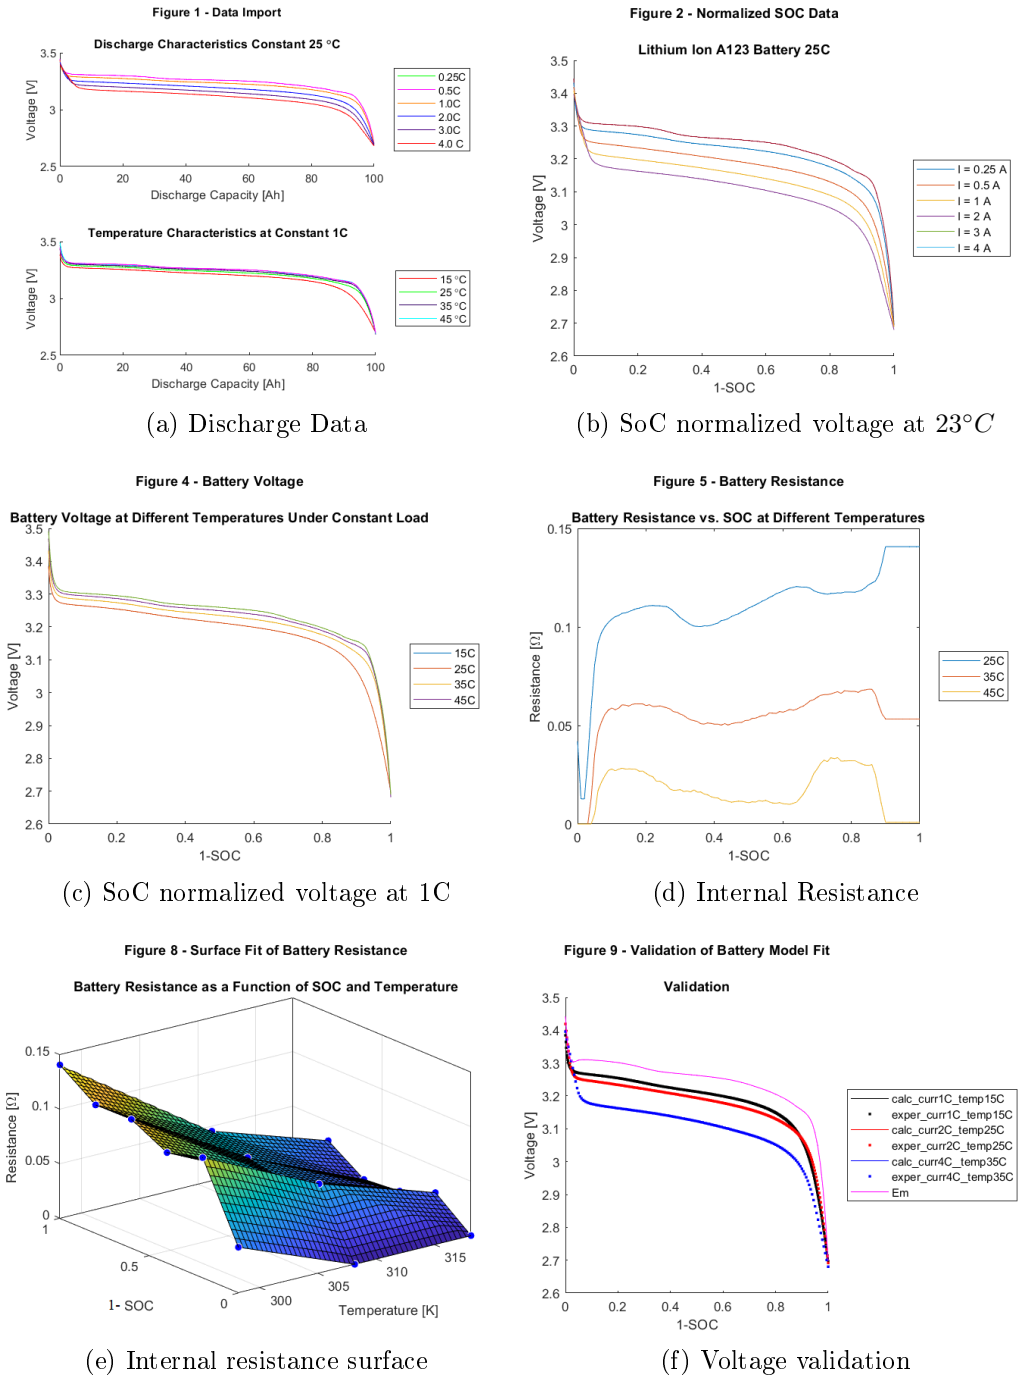 Figure 1 - Data Import
Discharge Characteristics Constant 25 °C
3.5
3
2.5
Voltage [V]
0 20 40 60 80 100
Discharge Capacity [Ah]
0.25C
0.5C
1.0C
2.0C
3.0C
4.0 C
Temperature Characteristics at Constant 1C
3.5
3
2.5
Voltage [V]
0 20 40 60 80 100
Discharge Capacity [Ah]
15 °C
25 °C
35 °C
45 °C
(a) Discharge Data
Figure 2 - Normalized SOC Data
Lithium Ion A123 Battery 25C
3.5
3.4
3.3
3.2
3.1
3
2.9
2.8
2.7
2.6
Voltage [V]
0 0.2 0.4 0.6 0.8 1
1-SOC
I = 0.25 A
I = 0.5 A
I = 1 A
I = 2 A
I = 3 A
I = 4 A
(b) SoC normalized voltage at 23°C
Figure 4 - Battery Voltage
Battery Voltage at Different Temperatures Under Constant Load
3.5
3.4
3.3
3.2
3.1
3
2.9
2.8
2.7
2.6
Voltage [V]
0 0.2 0.4 0.6 0.8 1
1-SOC
15C
25C
35C
45C
(c) SoC normalized voltage at 1C
Figure 5 - Battery Resistance
Battery Resistance vs. SOC at Different Temperatures
0.15
0.1
0.05
0
Resistance [Ω]
0 0.2 0.4 0.6 0.8 1
1-SOC
25C
35C
45C
(d) Internal Resistance
Figure 8 - Surface Fit of Battery Resistance
Battery Resistance as a Function of SOC and Temperature
0.15
0.1
0.05
0
Resistance [Ω]
1
0.5
0
1- SOC
300
305
310
315
Temperature [K]
(e) Internal resistance surface
Figure 9 - Validation of Battery Model Fit
Validation
3.5
3.4
3.3
3.2
3.1
3
2.9
2.8
2.7
2.6
Voltage [V]
0 0.2 0.4 0.6 0.8 1
1-SOC
calc_curr1C_temp15C
exper_curr1C_temp15C
calc_curr2C_temp25C
exper_curr2C_temp25C
calc_curr4C_temp35C
exper_curr4C_temp35C
Em
(f) Voltage validation